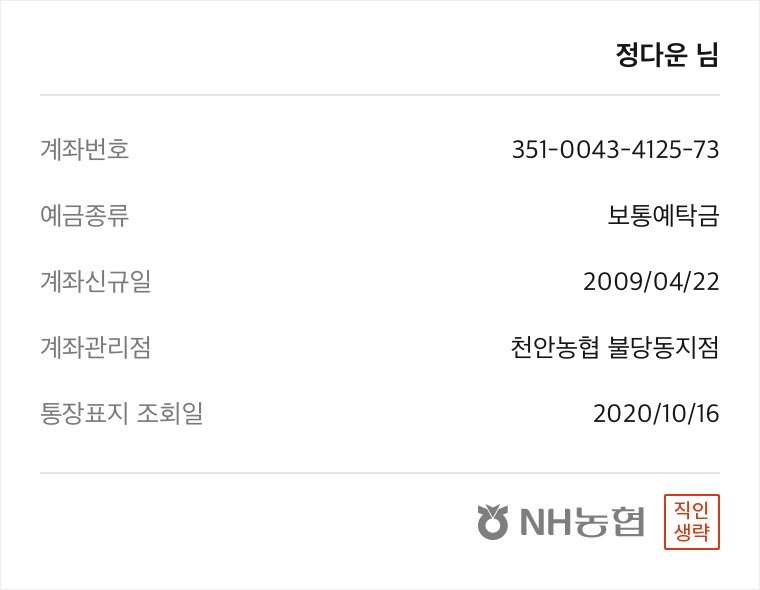 정다운 님
계좌번호 351-0043-4125-73
예금종류 보통예탁금
계좌신규일 2009/04/22
계좌관리점 천안농협 불당동지점
통장표지 조회일 2020/10/16
NH농협
직인
생략